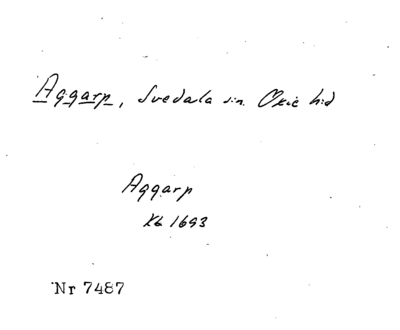 Aggarp, Svedala sn. Oxie hd
Aggarp
Kb 1693
Nr 7487